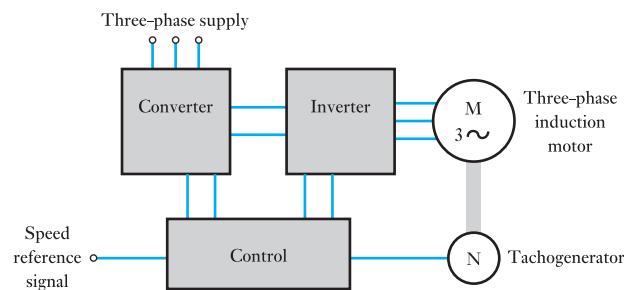 Three–phase supply
Converter
Inverter
M
3～
Three–phase
induction
motor
Speed
reference
signal
Control
N
Tachogenerator